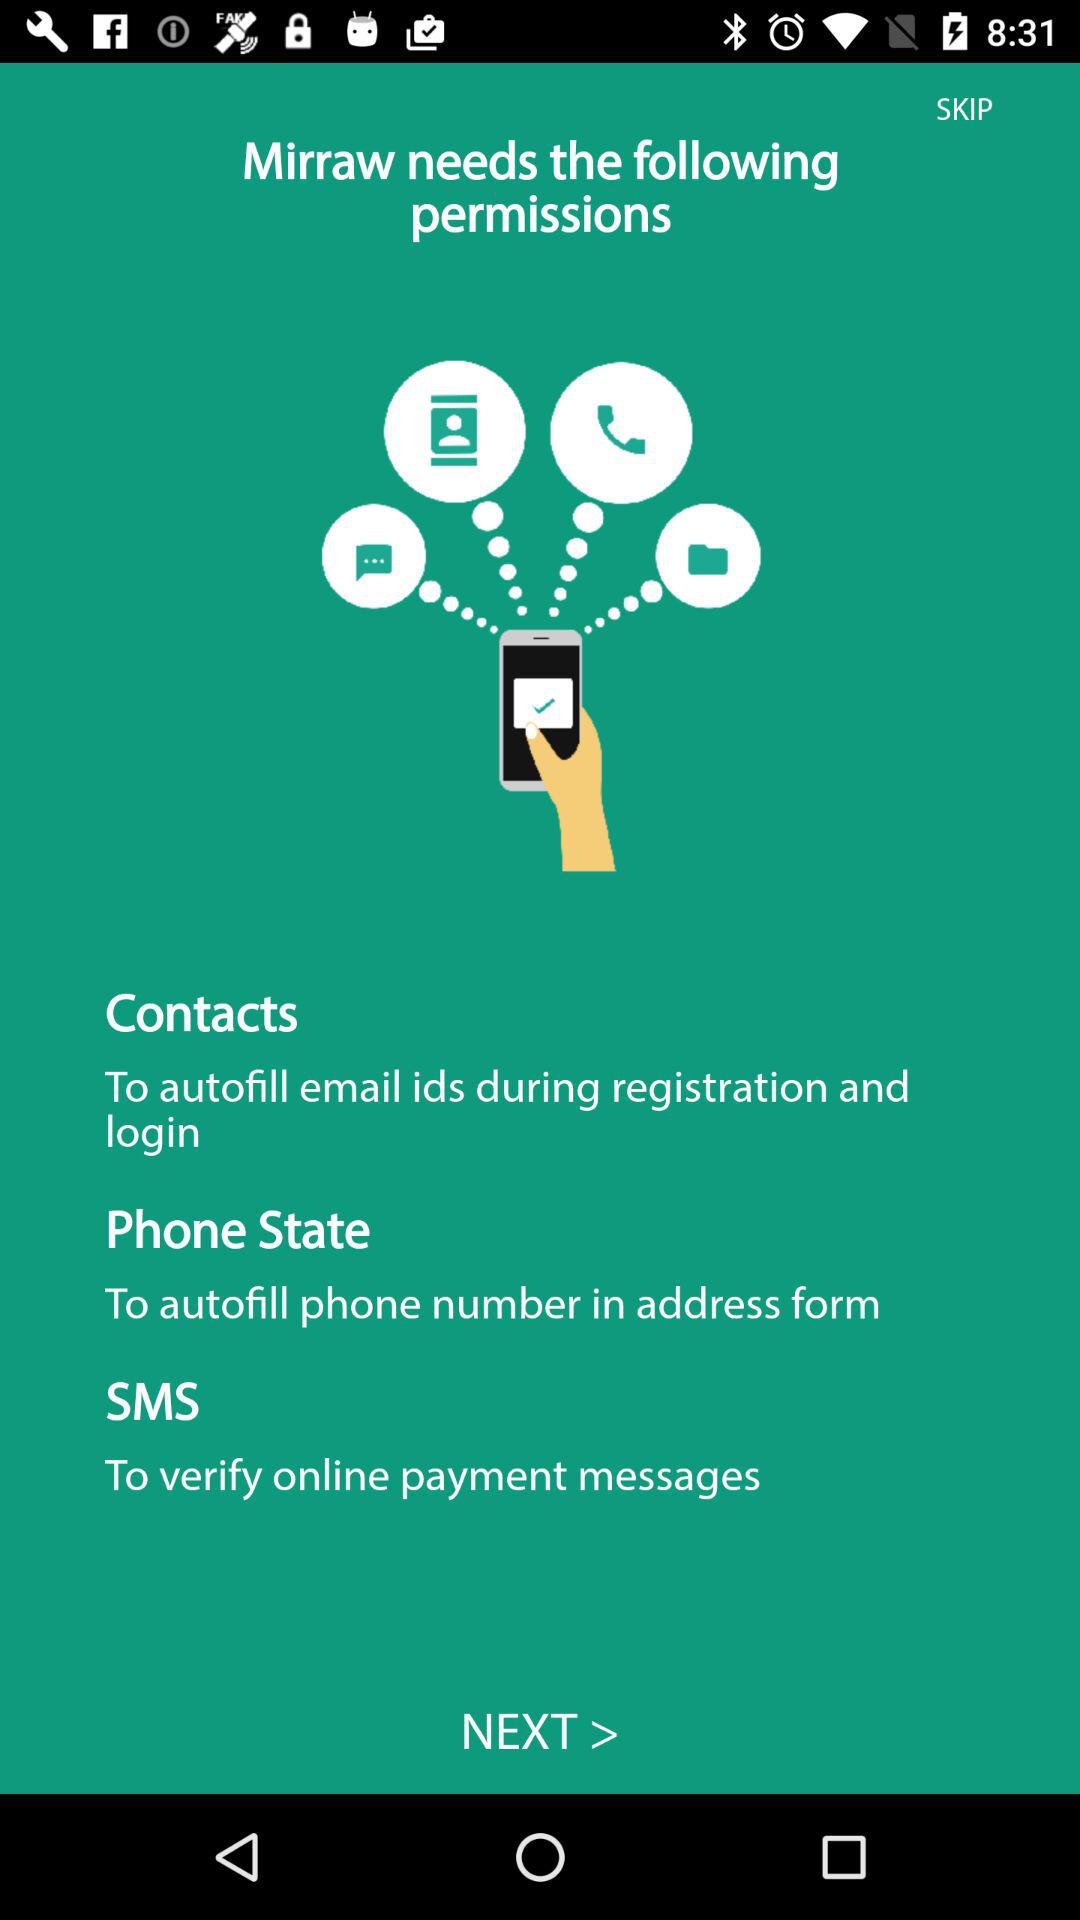 FAKE
8:31
SKIP
Mirraw needs the following
permissions
Contacts
To autofill email ids during registration and
login
Phone State
To autofill phone number in address form
SMS
To verify online payment messages
NEXT >